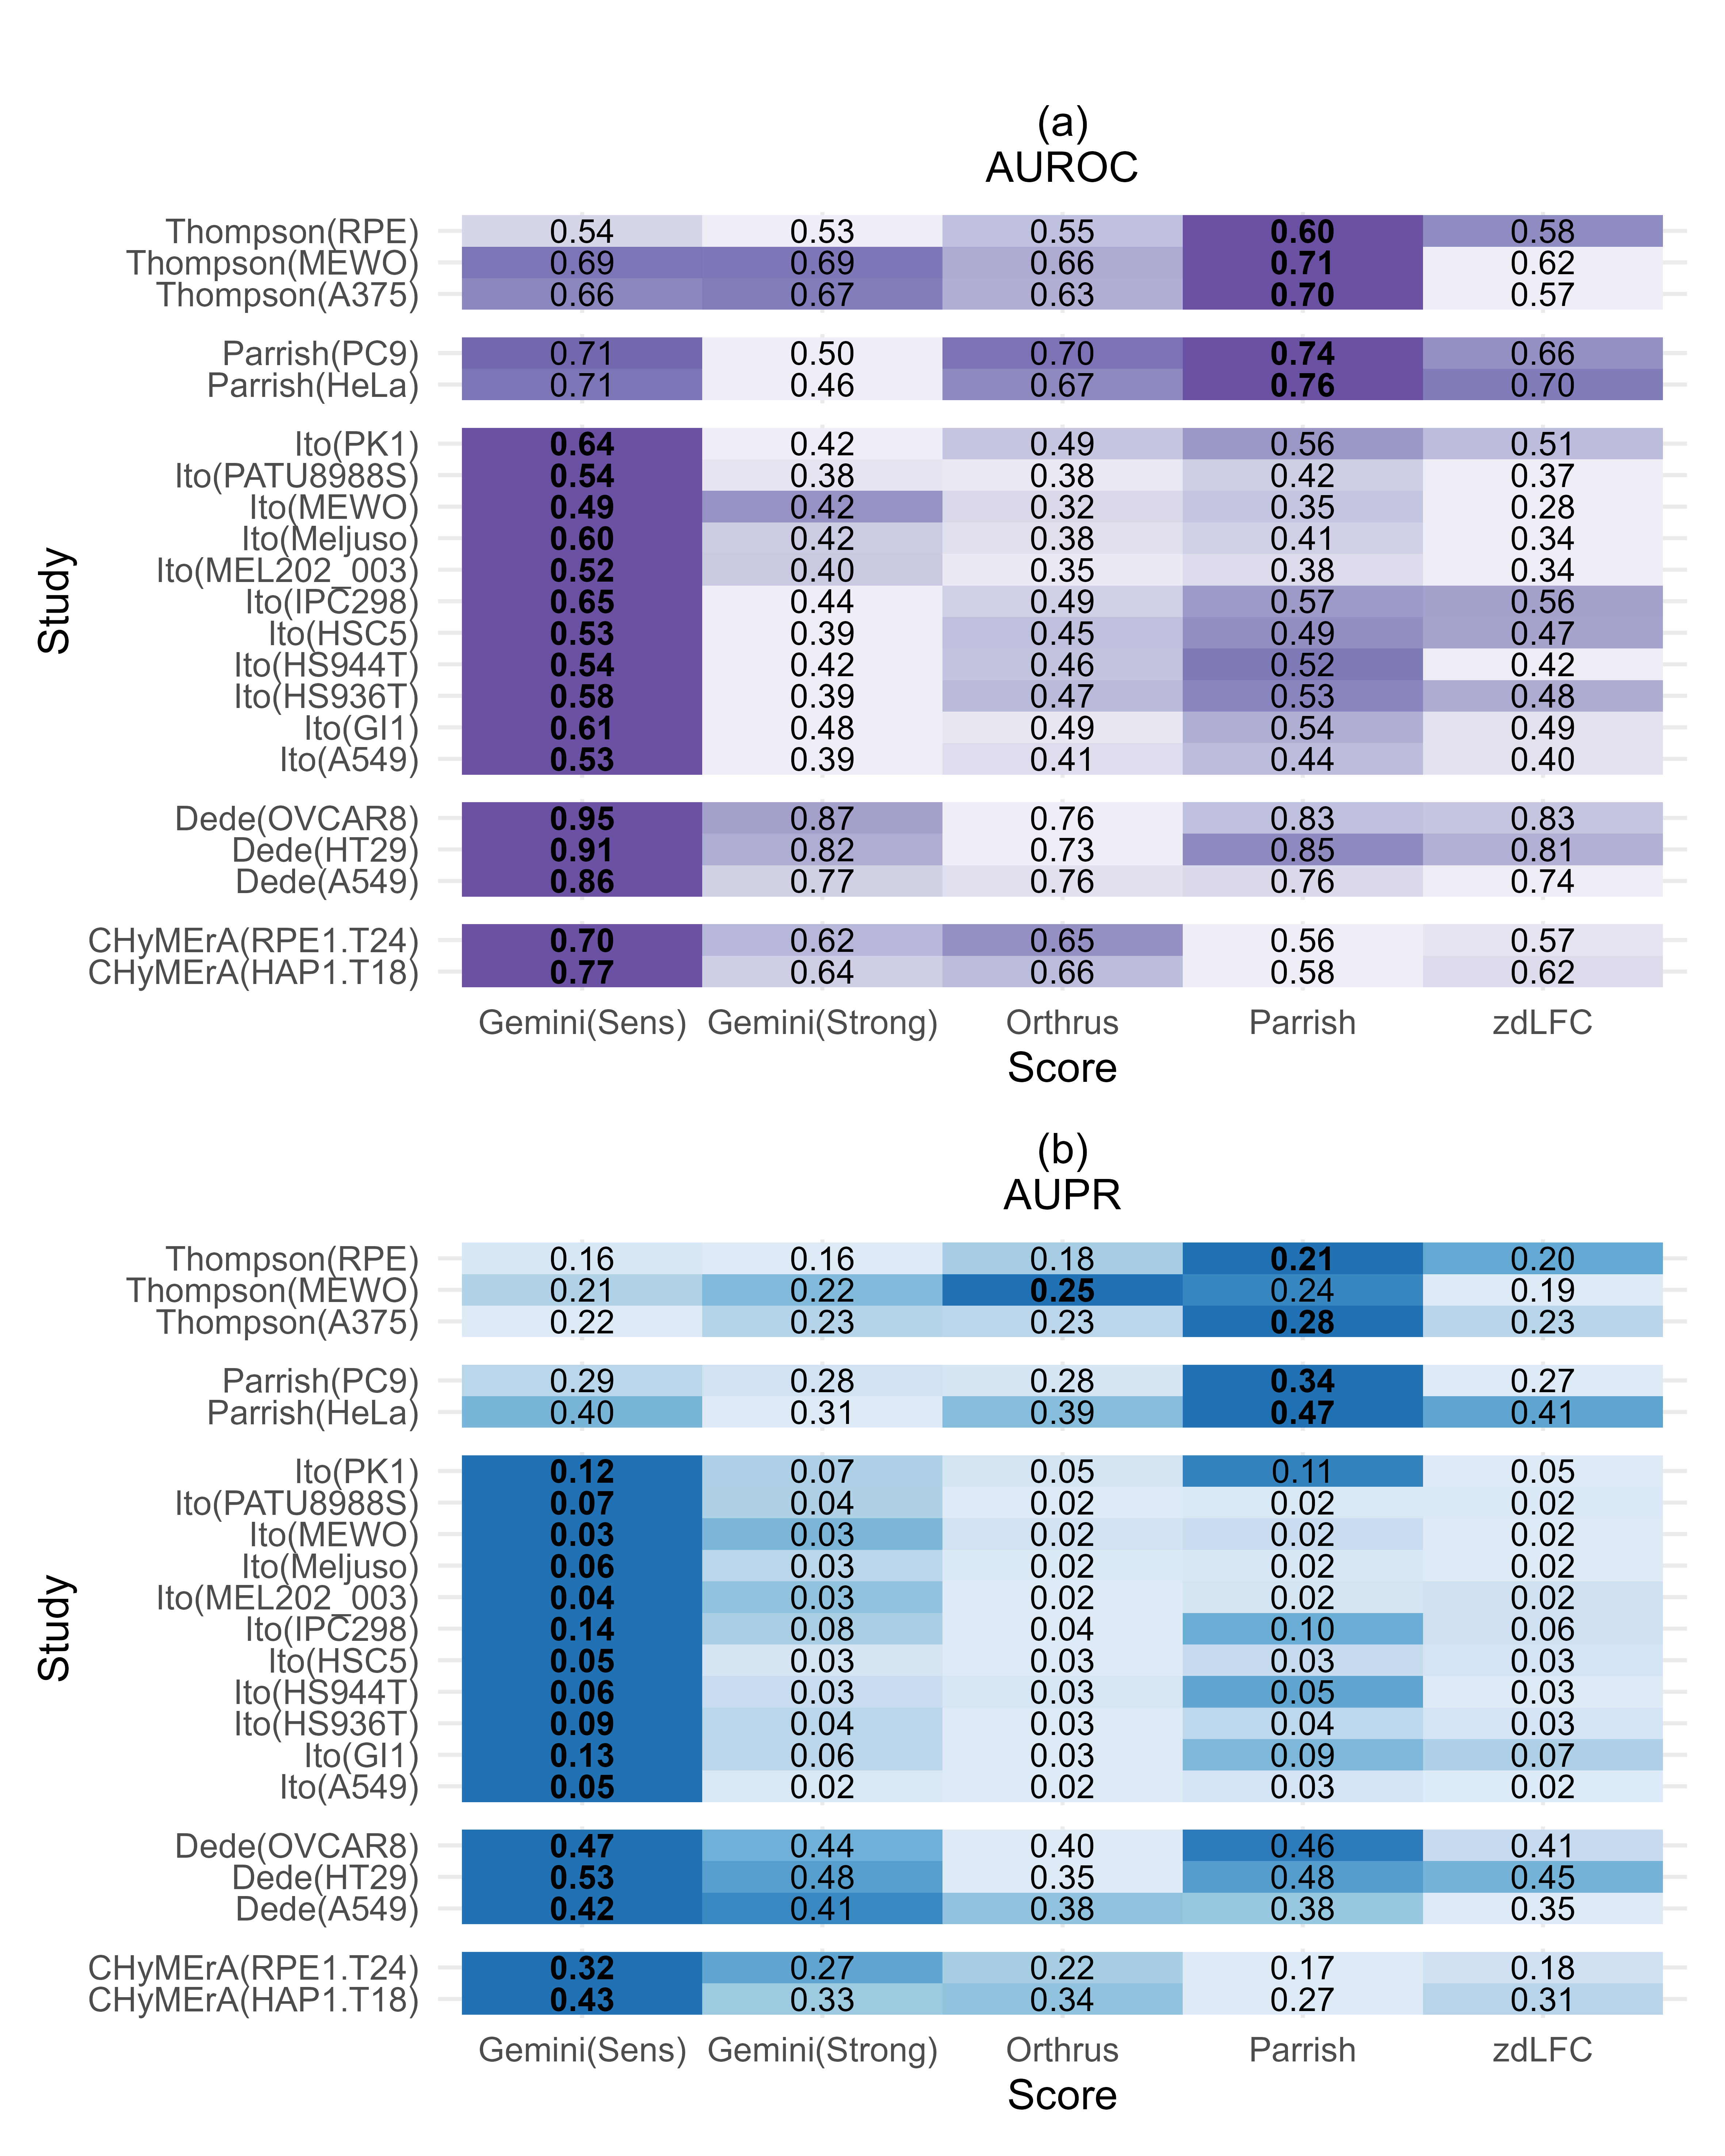 (a)
AUROC
Study
Thompson(RPE) 0.54 0.53 0.55 0.60 0.58
Thompson(MEWO) 0.69 0.69 0.66 0.71 0.62
Thompson(A375) 0.66 0.67 0.63 0.70 0.57
Parrish(PC9) 0.71 0.50 0.70 0.74 0.66
Parrish(HeLa) 0.71 0.46 0.67 0.76 0.70
Ito(PK1) 0.64 0.42 0.49 0.56 0.51
Ito(PATU8988S) 0.54 0.38 0.38 0.42 0.37
Ito(MEWO) 0.49 0.42 0.32 0.35 0.28
Ito(Meljuso) 0.60 0.42 0.38 0.41 0.34
Ito(MEL202_003) 0.52 0.40 0.35 0.38 0.34
Ito(IPC298) 0.65 0.44 0.49 0.57 0.56
Ito(HSC5) 0.53 0.39 0.45 0.49 0.47
Ito(HS944T) 0.54 0.42 0.46 0.52 0.42
Ito(HS936T) 0.58 0.39 0.47 0.53 0.48
Ito(GI1) 0.61 0.48 0.49 0.54 0.49
Ito(A549) 0.53 0.39 0.41 0.44 0.40
Dede(OVCAR8) 0.95 0.87 0.76 0.83 0.83
Dede(HT29) 0.91 0.82 0.73 0.85 0.81
Dede(A549) 0.86 0.77 0.76 0.76 0.74
CHyMErA(RPE1.T24) 0.70 0.62 0.65 0.56 0.57
CHyMErA(HAP1.T18) 0.77 0.64 0.66 0.58 0.62
Gemini(Sens) Gemini(Strong) Orthrus Parrish zdLFC
Score
(b)
AUPR
Study
Thompson(RPE) 0.16 0.16 0.18 0.21 0.20
Thompson(MEWO) 0.21 0.22 0.25 0.24 0.19
Thompson(A375) 0.22 0.23 0.23 0.28 0.23
Parrish(PC9) 0.29 0.28 0.28 0.34 0.27
Parrish(HeLa) 0.40 0.31 0.39 0.47 0.41
Ito(PK1) 0.12 0.07 0.05 0.11 0.05
Ito(PATU8988S) 0.07 0.04 0.02 0.02 0.02
Ito(MEWO) 0.03 0.03 0.02 0.02 0.02
Ito(Meljuso) 0.06 0.03 0.02 0.02 0.02
Ito(MEL202_003) 0.04 0.03 0.02 0.02 0.02
Ito(IPC298) 0.14 0.08 0.04 0.10 0.06
Ito(HSC5) 0.05 0.03 0.03 0.03 0.03
Ito(HS944T) 0.06 0.03 0.03 0.05 0.03
Ito(HS936T) 0.09 0.04 0.03 0.04 0.03
Ito(GI1) 0.13 0.06 0.03 0.09 0.07
Ito(A549) 0.05 0.02 0.02 0.03 0.02
Dede(OVCAR8) 0.47 0.44 0.40 0.46 0.41
Dede(HT29) 0.53 0.48 0.35 0.48 0.45
Dede(A549) 0.42 0.41 0.38 0.38 0.35
CHyMErA(RPE1.T24) 0.32 0.27 0.22 0.17 0.18
CHyMErA(HAP1.T18) 0.43 0.33 0.34 0.27 0.31
Gemini(Sens) Gemini(Strong) Orthrus Parrish zdLFC
Score